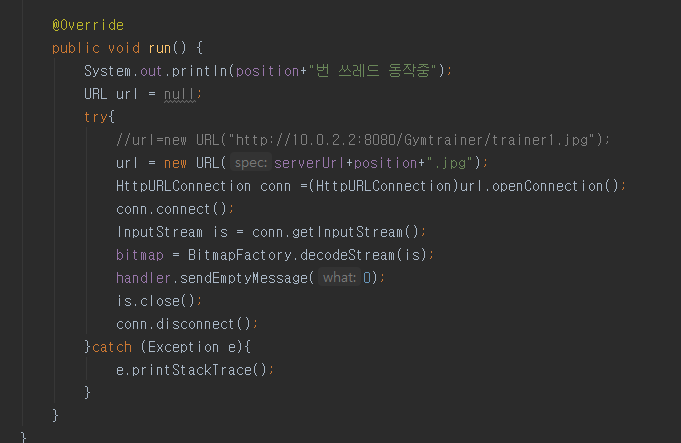 @Override
public void run() {
System.out.println(position+"번 쓰레드 동작중");
URL url = null;
try{
//url=new URL("http://10.0.2.2:8080/Gymtrainer/trainer1.jpg");
url = new URL( spec: serverUrl+position+".jpg");
HttpURLConnection conn =(HttpURLConnection)url.openConnection();
conn.connect();
InputStream is = conn.getInputStream();
bitmap = BitmapFactory.decodeStream(is);
handler.sendEmptyMessage( what: 0);
is.close();
conn.disconnect();
}catch (Exception e){
e.printStackTrace();
}
}
}